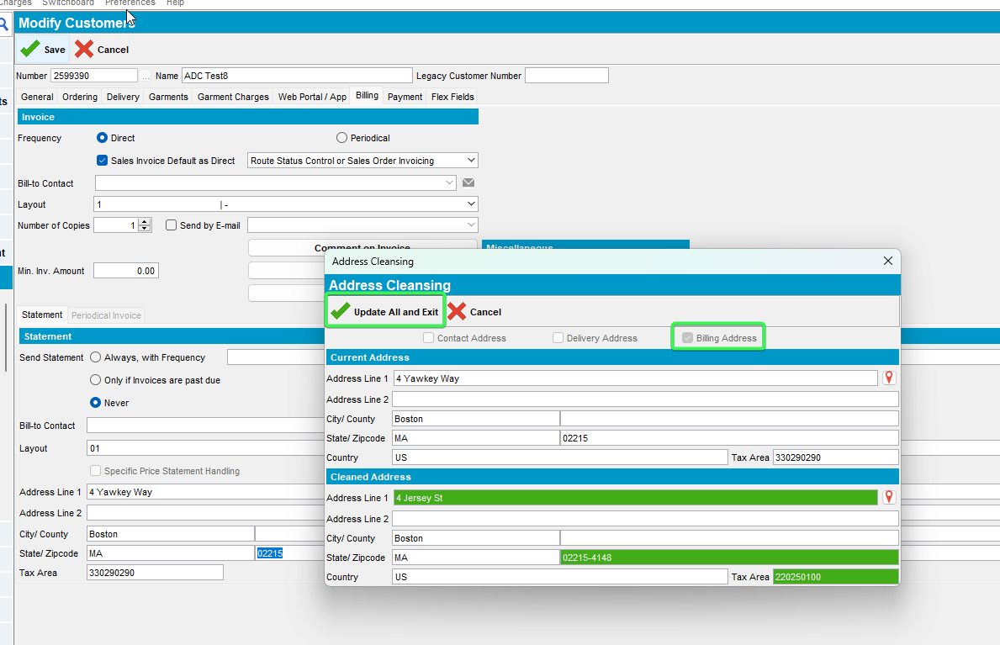 Charges Switchboard Preferences Help
Modify Customers
Save Cancel
Number 2599390 ... Name ADC Test8 Legacy Customer Number
General Ordering Delivery Garments Garment Charges Web Portal / App Billing Payment Flex Fields
Invoice
Frequency Direct Periodical
Sales Invoice Default as Direct Route Status Control or Sales Order Invoicing
Bill-to Contact
Layout 1 | -
Number of Copies 1 Send by E-mail
Comment on Invoice Miscellaneous
Min. Inv. Amount 0.00
Statement Periodical Invoice
Statement
Send Statement Always, with Frequency
Only if Invoices are past due
Never
Bill-to Contact
Layout 01
Specific Price Statement Handling
Address Line 1 4 Yawkey Way
Address Line 2
City/ County Boston
State/ Zipcode MA 02215
Tax Area 330290290
Address Cleansing
Address Cleansing
Update All and Exit Cancel
Contact Address Delivery Address Billing Address
Current Address
Address Line 1 4 Yawkey Way
Address Line 2
City/ County Boston
State/ Zipcode MA 02215
Country US Tax Area 330290290
Cleaned Address
Address Line 1 4 Jersey St
Address Line 2
City/ County Boston
State/ Zipcode MA 02215-4148
Country US Tax Area 220250100